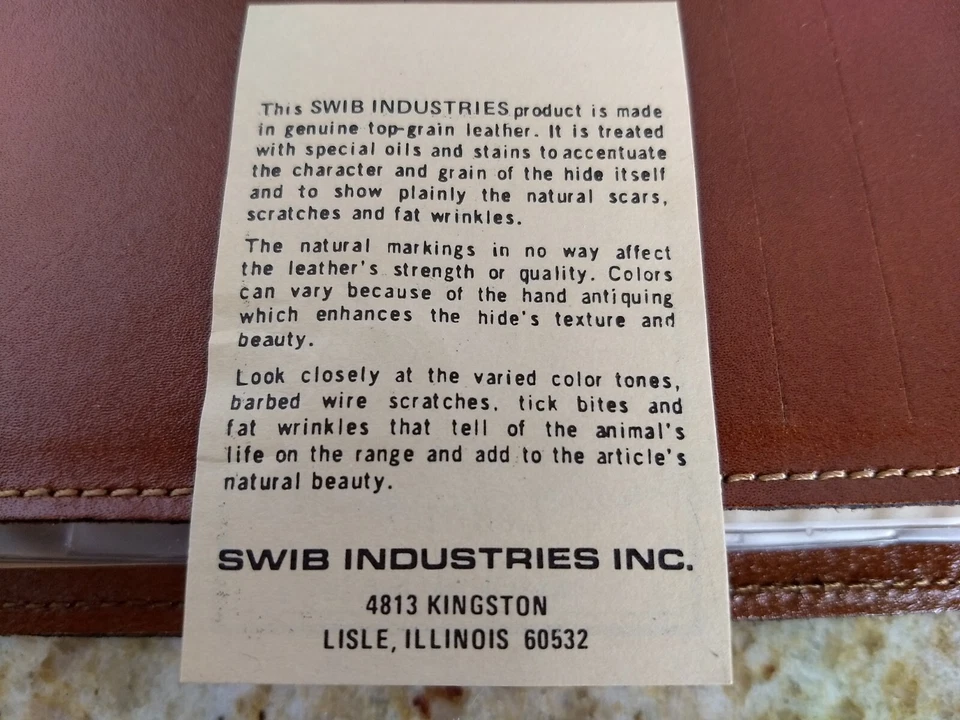 This SWIB INDUSTRIES product is made
in genuine top-grain leather. It is treated
with special oils and stains to accentuate
the character and grain of the hide itself
and to show plainly the natural scars,
scratches and fat wrinkles.
The natural markings in no way affect
the leather's strength or quality. Colors
can vary because of the hand antiquing
which enhances the hide's texture and
beauty.
Look closely at the varied color tones,
barbed wire scratches, tick bites and
fat wrinkles that tell of the animal's
life on the range and add to the article's
natural beauty.
SWIB INDUSTRIES INC.
4813 KINGSTON
LISLE, ILLINOIS 60532